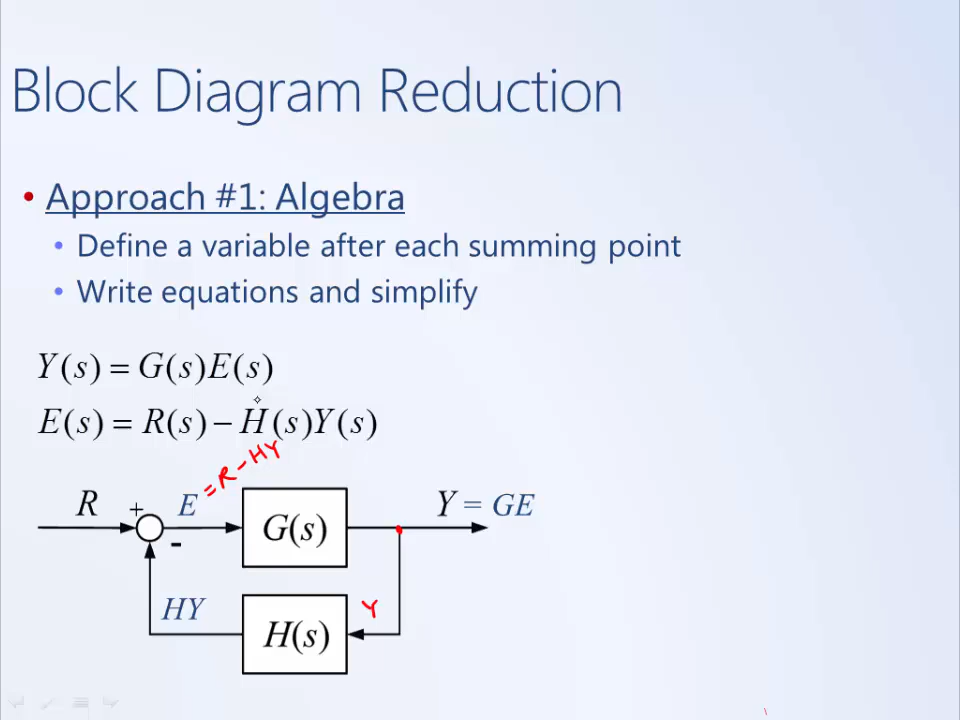 Block Diagram Reduction
• Approach #1: Algebra
• Define a variable after each summing point
• Write equations and simplify
Y(s) = G(s)E(s)
E(s) = R(s) − H(s)Y(s)
= R − HY
R + E G(s) Y = GE
-
HY H(s) Y